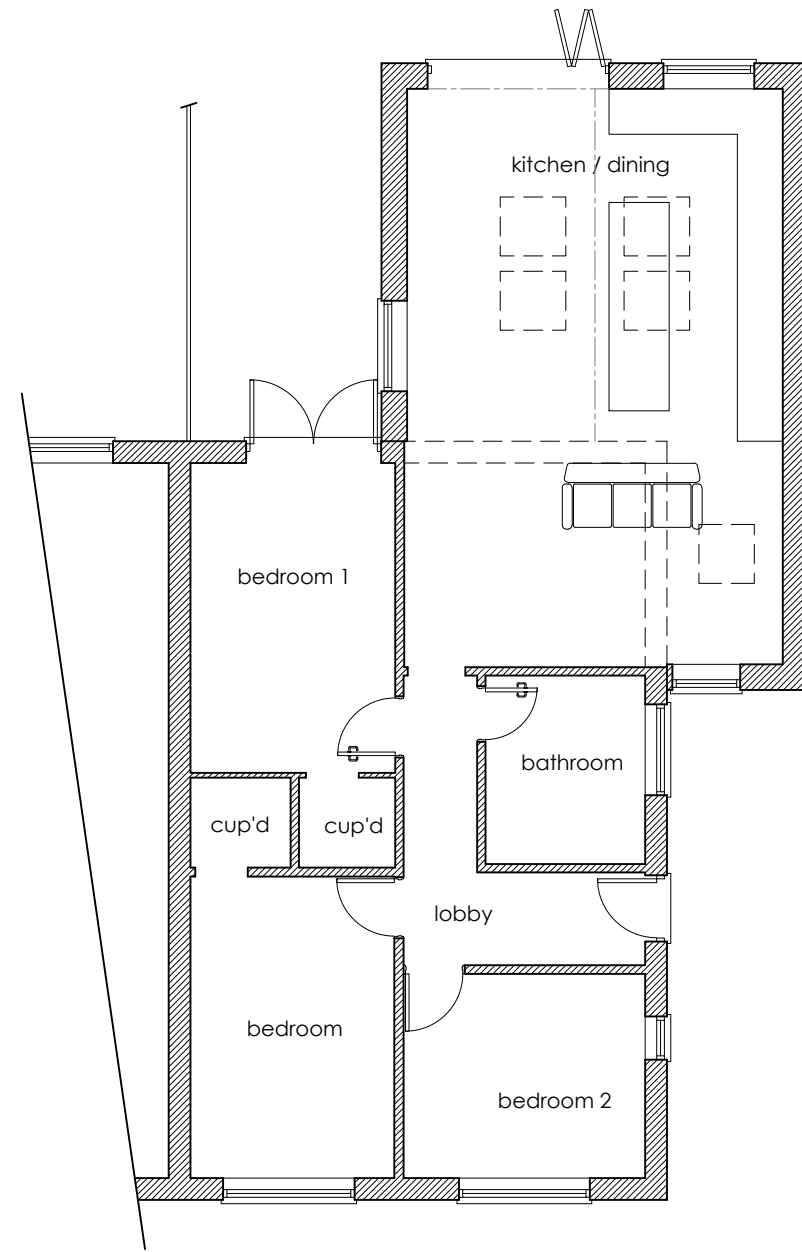 kitchen / dining
bedroom 1
bathroom
cup'd
cup'd
lobby
bedroom
bedroom 2